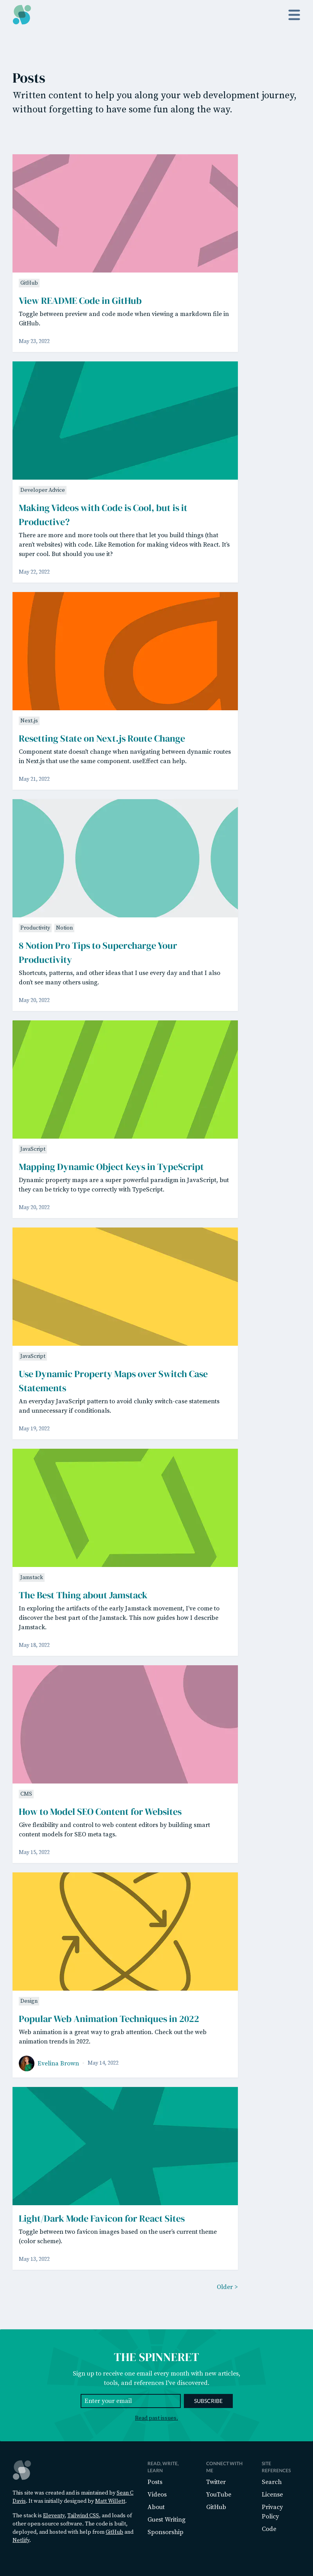 Posts
Written content to help you along your web development journey,
without forgetting to have some fun along the way.
GitHub
View README Code in GitHub
Toggle between preview and code mode when viewing a markdown file in
GitHub.
May 23, 2022
Developer Advice
Making Videos with Code is Cool, but is it
Productive?
There are more and more tools out there that let you build things (that
aren't websites) with code. Like Remotion for making videos with React. It's
super cool. But should you use it?
May 22, 2022
Next.js
Resetting State on Next.js Route Change
Component state doesn't change when navigating between dynamic routes
in Next.js that use the same component. useEffect can help.
May 21, 2022
Productivity Notion
8 Notion Pro Tips to Supercharge Your
Productivity
Shortcuts, patterns, and other ideas that I use every day and that I also
don't see many others using.
May 20, 2022
JavaScript
Mapping Dynamic Object Keys in TypeScript
Dynamic property maps are a super powerful paradigm in JavaScript, but
they can be tricky to type correctly with TypeScript.
May 20, 2022
JavaScript
Use Dynamic Property Maps over Switch Case
Statements
An everyday JavaScript pattern to avoid clunky switch-case statements
and unnecessary if conditionals.
May 19, 2022
Jamstack
The Best Thing about Jamstack
In exploring the artifacts of the early Jamstack movement, I've come to
discover the best part of the Jamstack. This now guides how I describe
Jamstack.
May 18, 2022
CMS
How to Model SEO Content for Websites
Give flexibility and control to web content editors by building smart
content models for SEO meta tags.
May 15, 2022
Design
Popular Web Animation Techniques in 2022
Web animation is a great way to grab attention. Check out the web
animation trends in 2022.
Evelina Brown · May 14, 2022
Light/Dark Mode Favicon for React Sites
Toggle between two favicon images based on the user's current theme
(color scheme).
May 13, 2022
Older >
THE SPINNERET
Sign up to receive one email every month with new articles,
tools, and references I've discovered.
Enter your email
SUBSCRIBE
Read past issues.
This site was created and is maintained by Sean C
Davis. It was initially designed by Matt Willett.
The stack is Eleventy, Tailwind CSS, and loads of
other open-source software. The code is built,
deployed, and hosted with help from GitHub and
Netlify.
READ, WRITE,
LEARN
Posts
Videos
About
Guest Writing
Sponsorship
CONNECT WITH
ME
Twitter
YouTube
GitHub
SITE
REFERENCES
Search
License
Privacy
Policy
Code